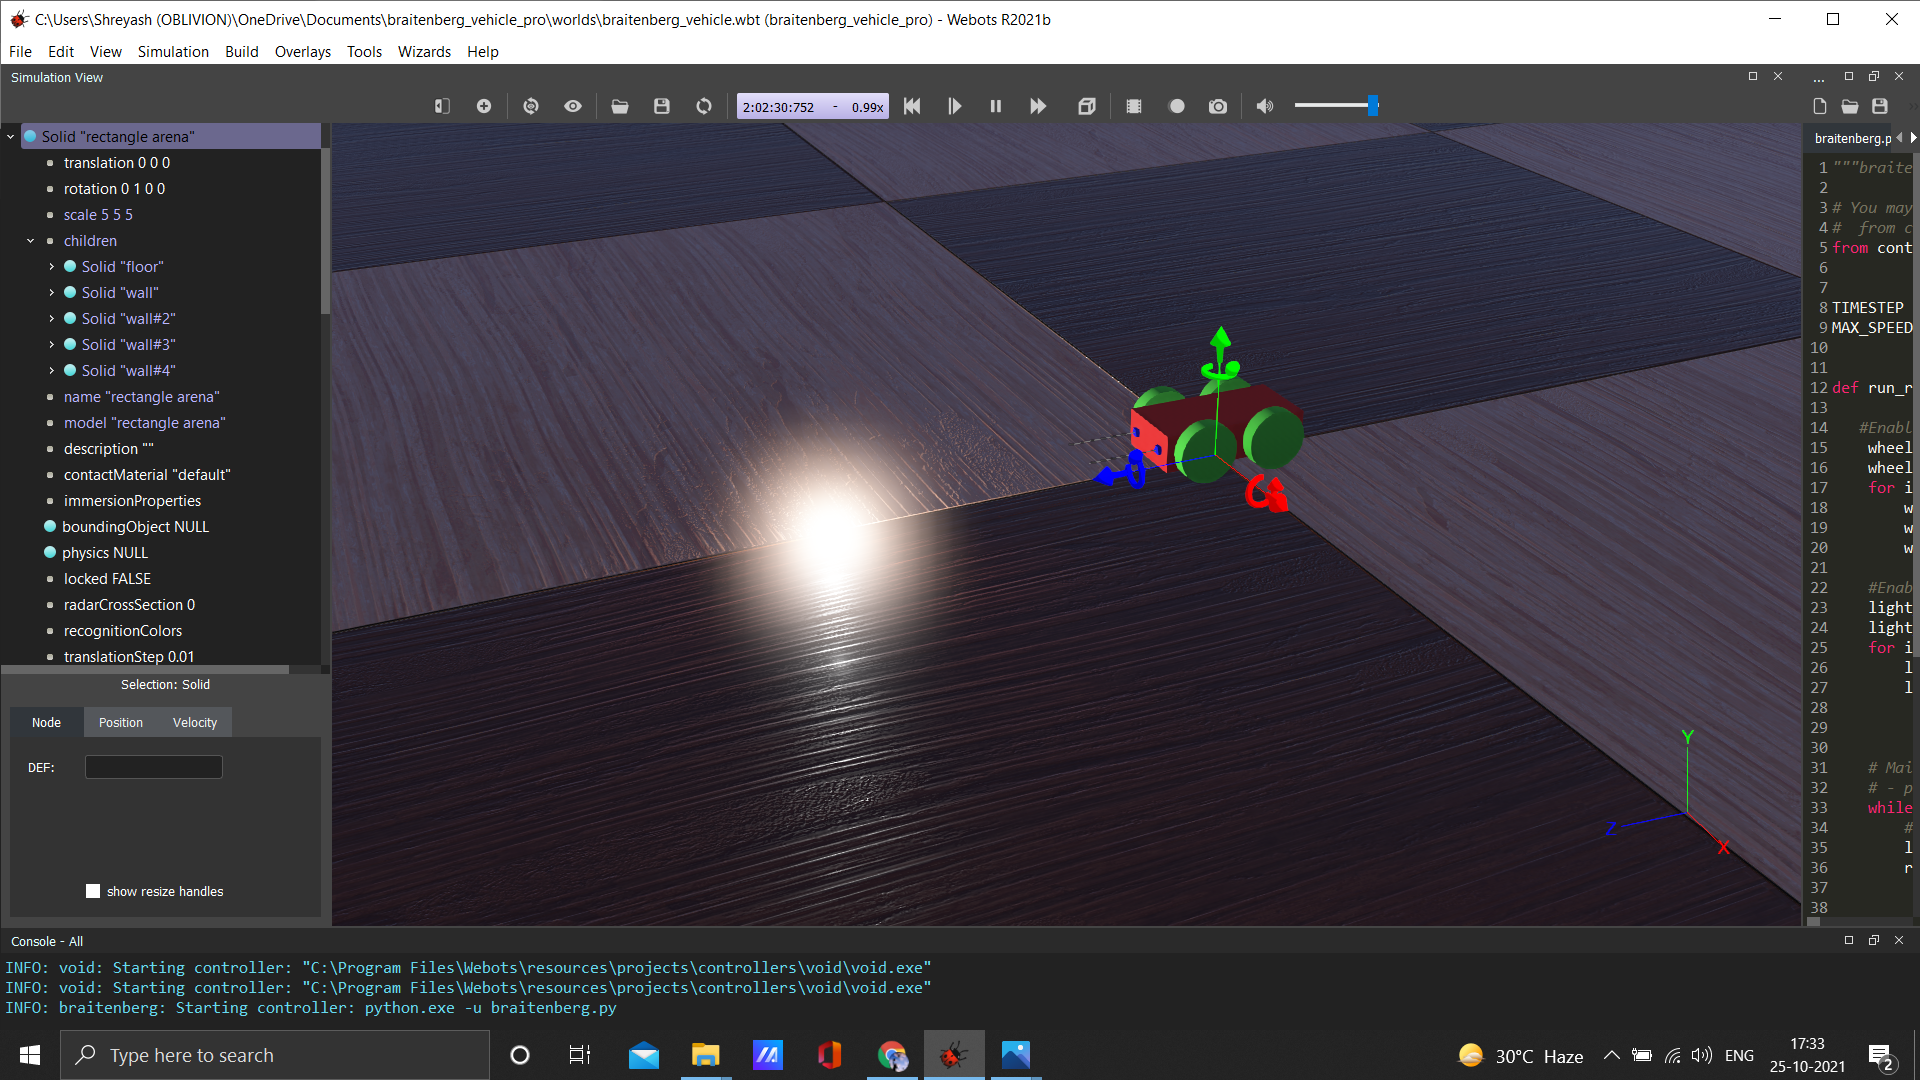 C:\Users\Shreyash (OBLIVION)\OneDrive\Documents\braitenberg_vehicle_pro\worlds\braitenberg_vehicle.wbt (braitenberg_vehicle_pro) - Webots R2021b
File Edit View Simulation Build Overlays Tools Wizards Help
Simulation View
...
2:02:30:752 - 0.99x
Solid "rectangle arena"
translation 0 0 0
rotation 0 1 0 0
scale 5 5 5
children
Solid "floor"
Solid "wall"
Solid "wall#2"
Solid "wall#3"
Solid "wall#4"
name "rectangle arena"
model "rectangle arena"
description ""
contactMaterial "default"
immersionProperties
boundingObject NULL
physics NULL
locked FALSE
radarCrossSection 0
recognitionColors
translationStep 0.01
Selection: Solid
Node Position Velocity
DEF:
show resize handles
Y
Z
X
braitenberg.p
1 """braite
2
3 # You may
4 #  from c
5 from cont
6
7
8 TIMESTEP
9 MAX_SPEED
10
11
12 def run_r
13
14 #Enabl
15 wheel
16 wheel
17 for i
18 w
19 w
20 w
21
22 #Enab
23 light
24 light
25 for i
26 l
27 l
28
29
30
31 # Mai
32 # - p
33 while
34 #
35 l
36 r
37
38
Console - All
INFO: void: Starting controller: "C:\Program Files\Webots\resources\projects\controllers\void\void.exe"
INFO: void: Starting controller: "C:\Program Files\Webots\resources\projects\controllers\void\void.exe"
INFO: braitenberg: Starting controller: python.exe -u braitenberg.py
Type here to search
30°C Haze
ENG
17:33
25-10-2021
2